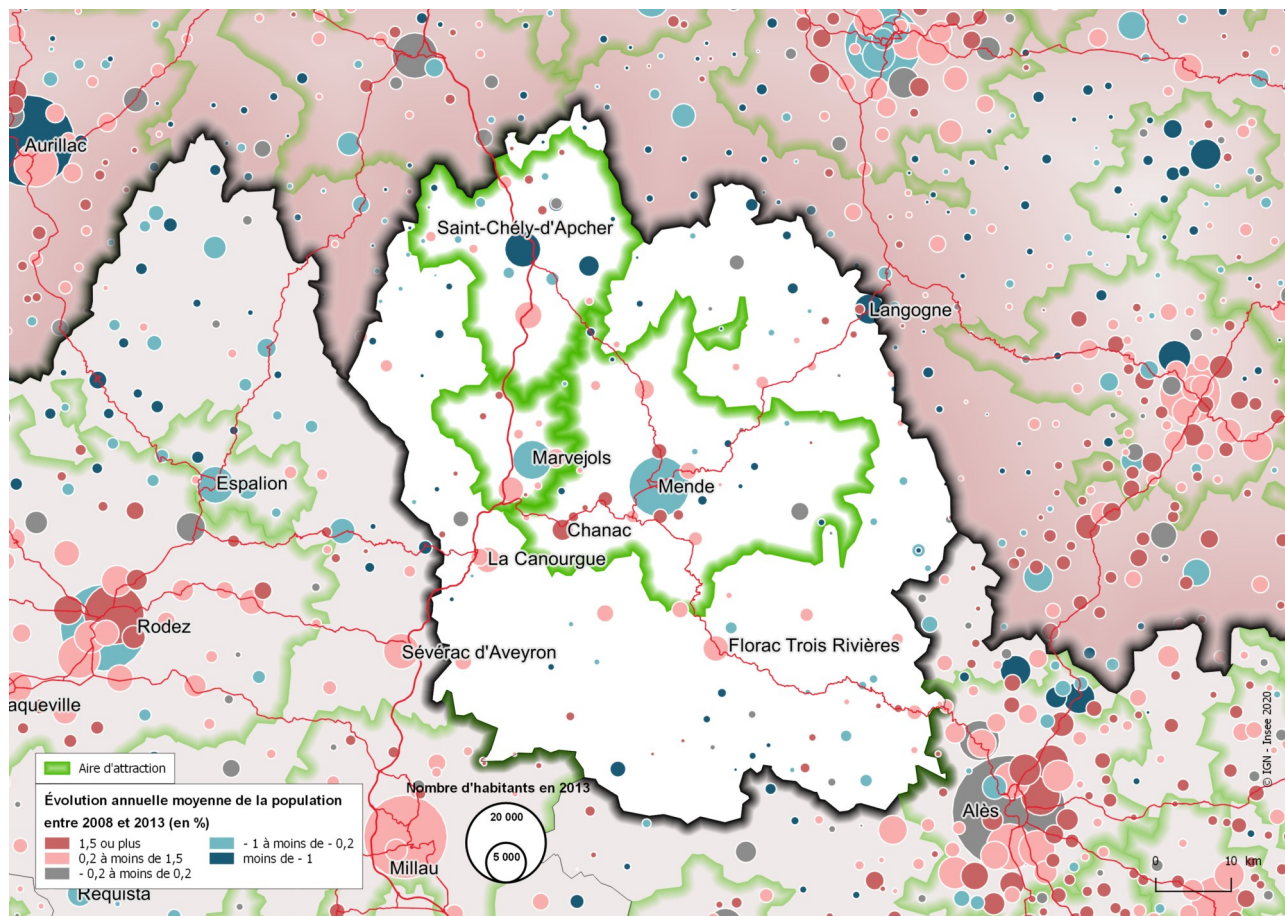 Aurillac
Saint-Chély-d'Apcher
Langogne
Marvejols
Espalion
Mende
Chanac
La Canourgue
Rodez
Sévérac d'Aveyron
Florac Trois Rivières
aqueville
© IGN - Insee 2020
Aire d'attraction
Évolution annuelle moyenne de la population
entre 2008 et 2013 (en %)
1,5 ou plus
0,2 à moins de 1,5
- 0,2 à moins de 0,2
- 1 à moins de - 0,2
moins de - 1
Nombre d'habitants en 2013
20 000
5 000
Alès
Millau
Réquista
0 10 km